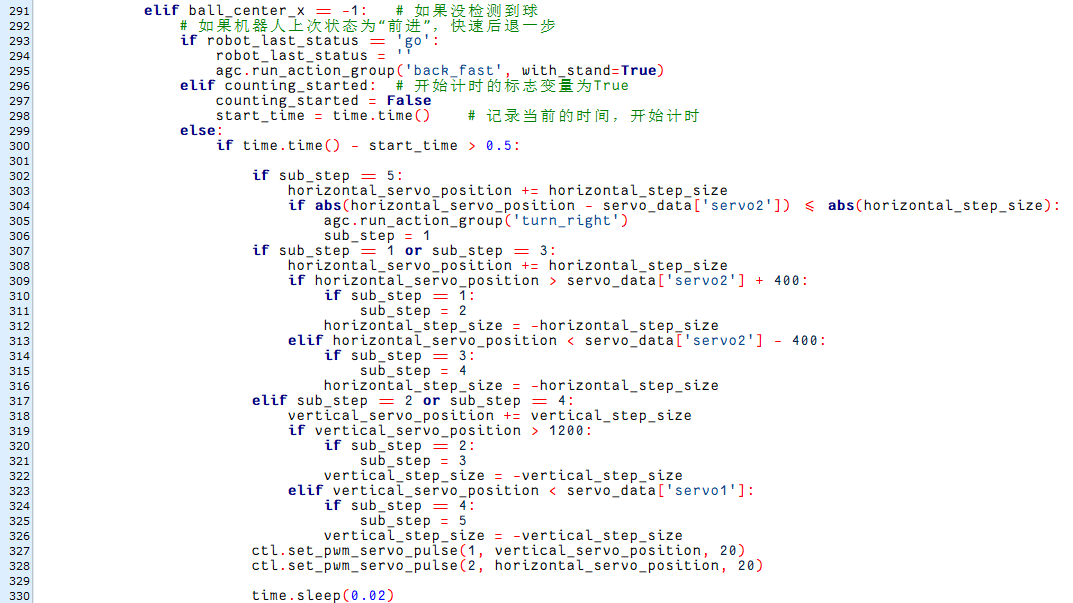 291 elif ball_center_x == -1:   # 如果没检测到球
292 # 如果机器人上次状态为“前进”，快速后退一步
293 if robot_last_status == 'go':
294 robot_last_status = ''
295 agc.run_action_group('back_fast', with_stand=True)
296 elif counting_started:  # 开始计时的标志变量为True
297 counting_started = False
298 start_time = time.time()    # 记录当前的时间，开始计时
299 else:
300 if time.time() - start_time > 0.5:
301
302 if sub_step == 5:
303 horizontal_servo_position += horizontal_step_size
304 if abs(horizontal_servo_position - servo_data['servo2']) <= abs(horizontal_step_size):
305 agc.run_action_group('turn_right')
306 sub_step = 1
307 if sub_step == 1 or sub_step == 3:
308 horizontal_servo_position += horizontal_step_size
309 if horizontal_servo_position > servo_data['servo2'] + 400:
310 if sub_step == 1:
311 sub_step = 2
312 horizontal_step_size = -horizontal_step_size
313 elif horizontal_servo_position < servo_data['servo2'] - 400:
314 if sub_step == 3:
315 sub_step = 4
316 horizontal_step_size = -horizontal_step_size
317 elif sub_step == 2 or sub_step == 4:
318 vertical_servo_position += vertical_step_size
319 if vertical_servo_position > 1200:
320 if sub_step == 2:
321 sub_step = 3
322 vertical_step_size = -vertical_step_size
323 elif vertical_servo_position < servo_data['servo1']:
324 if sub_step == 4:
325 sub_step = 5
326 vertical_step_size = -vertical_step_size
327 ctl.set_pwm_servo_pulse(1, vertical_servo_position, 20)
328 ctl.set_pwm_servo_pulse(2, horizontal_servo_position, 20)
329
330 time.sleep(0.02)